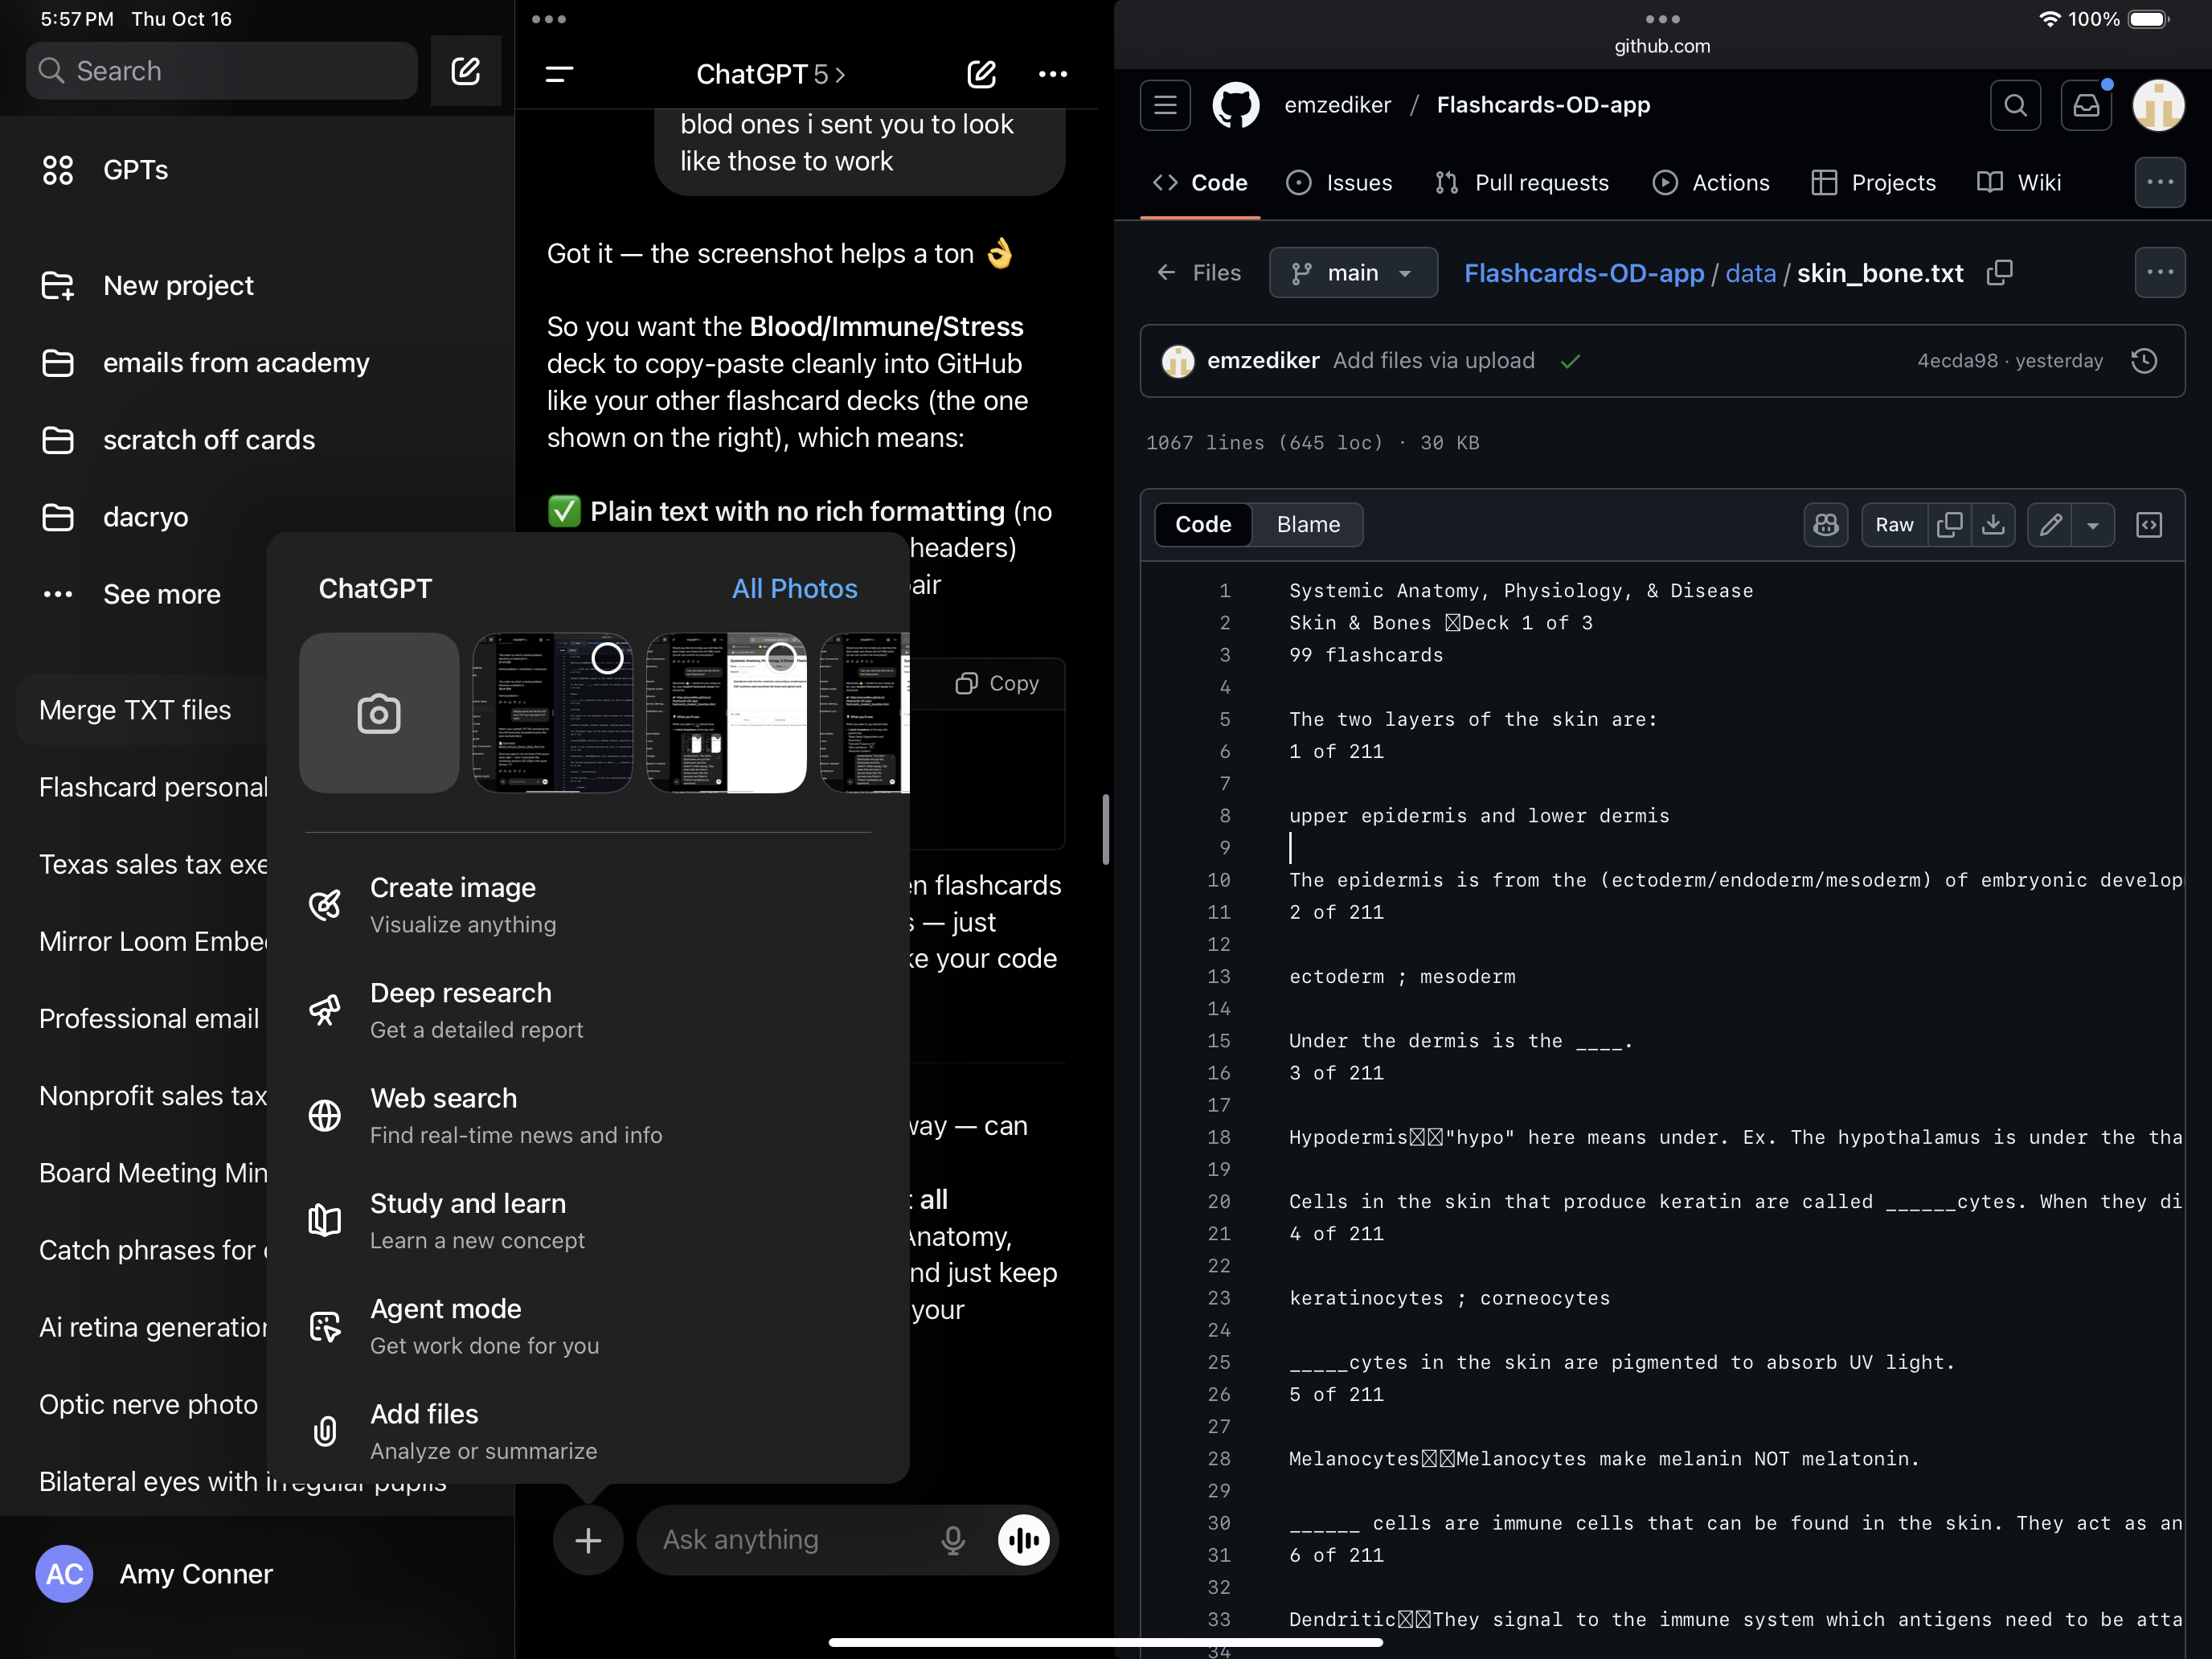 5:57 PM Thu Oct 16
Search
GPTs
New project
emails from academy
scratch off cards
dacryo
See more
Merge TXT files
Flashcard personal
Texas sales tax exe
Mirror Loom Embe
Professional email
Nonprofit sales tax
Board Meeting Min
Catch phrases for
Ai retina generation
Optic nerve photo
Bilateral eyes with irregular pupils
AC Amy Conner
ChatGPT 5 >
blod ones i sent you to look
like those to work
Got it — the screenshot helps a ton 👌
So you want the Blood/Immune/Stress
deck to copy-paste cleanly into GitHub
like your other flashcard decks (the one
shown on the right), which means:
✅ Plain text with no rich formatting (no
headers)
air
Copy
en flashcards
s — just
ke your code
way — can
: all
Anatomy,
nd just keep
your
ChatGPT
All Photos
Create image
Visualize anything
Deep research
Get a detailed report
Web search
Find real-time news and info
Study and learn
Learn a new concept
Agent mode
Get work done for you
Add files
Analyze or summarize
Ask anything
100%
github.com
emzediker / Flashcards-OD-app
Code Issues Pull requests Actions Projects Wiki
Files main Flashcards-OD-app / data / skin_bone.txt
emzediker Add files via upload
4ecda98 · yesterday
1067 lines (645 loc) · 30 KB
Code Blame Raw
1 Systemic Anatomy, Physiology, & Disease
2 Skin & Bones Deck 1 of 3
3 99 flashcards
4
5 The two layers of the skin are:
6 1 of 211
7
8 upper epidermis and lower dermis
9
10 The epidermis is from the (ectoderm/endoderm/mesoderm) of embryonic develop
11 2 of 211
12
13 ectoderm ; mesoderm
14
15 Under the dermis is the ____.
16 3 of 211
17
18 Hypodermis"hypo" here means under. Ex. The hypothalamus is under the tha
19
20 Cells in the skin that produce keratin are called ______cytes. When they di
21 4 of 211
22
23 keratinocytes ; corneocytes
24
25 _____cytes in the skin are pigmented to absorb UV light.
26 5 of 211
27
28 MelanocytesMelanocytes make melanin NOT melatonin.
29
30 ______ cells are immune cells that can be found in the skin. They act as an
31 6 of 211
32
33 DendriticThey signal to the immune system which antigens need to be atta
34